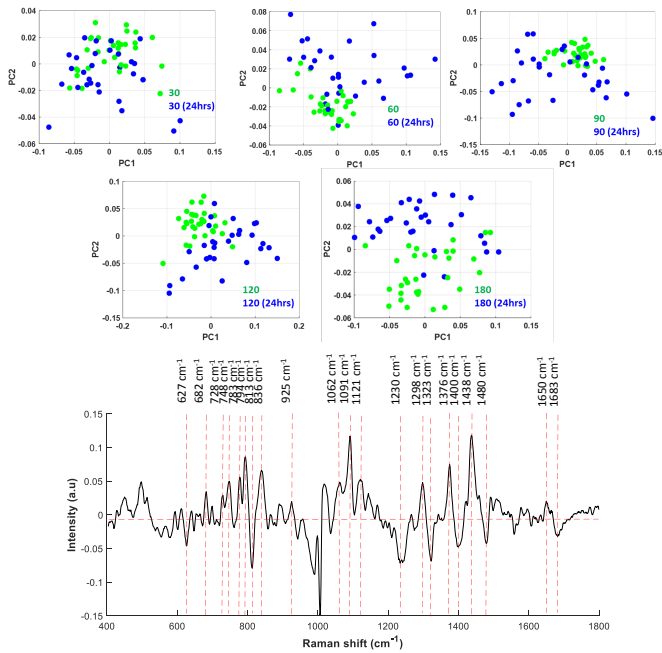 0.04
0.02
0
-0.02
-0.04
-0.06
PC2
30
30 (24hrs)
-0.1 -0.05 0 0.05 0.1 0.15
PC1
0.08
0.06
0.04
0.02
0
-0.02
-0.04
-0.06
PC2
60
60 (24hrs)
-0.1 -0.05 0 0.05 0.1 0.15
PC1
0.1
0.05
0
-0.05
-0.1
-0.15
PC2
90
90 (24hrs)
-0.15 -0.1 -0.05 0 0.05 0.1 0.15
PC1
0.1
0.05
0
-0.05
-0.1
-0.15
PC2
120
120 (24hrs)
-0.2 -0.1 0 0.1 0.2
PC1
0.06
0.04
0.02
0
-0.02
-0.04
-0.06
PC2
180
180 (24hrs)
-0.1 -0.05 0 0.05 0.1 0.15
PC1
627 cm-1
682 cm-1
728 cm-1
748 cm-1
783 cm-1
794 cm-1
813 cm-1
836 cm-1
925 cm-1
1062 cm-1
1091 cm-1
1121 cm-1
1230 cm-1
1298 cm-1
1323 cm-1
1376 cm-1
1400 cm-1
1438 cm-1
1480 cm-1
1650 cm-1
1683 cm-1
0.15
0.1
0.05
0
-0.05
-0.1
-0.15
Intensity (a.u)
400 600 800 1000 1200 1400 1600 1800
Raman shift (cm-1)